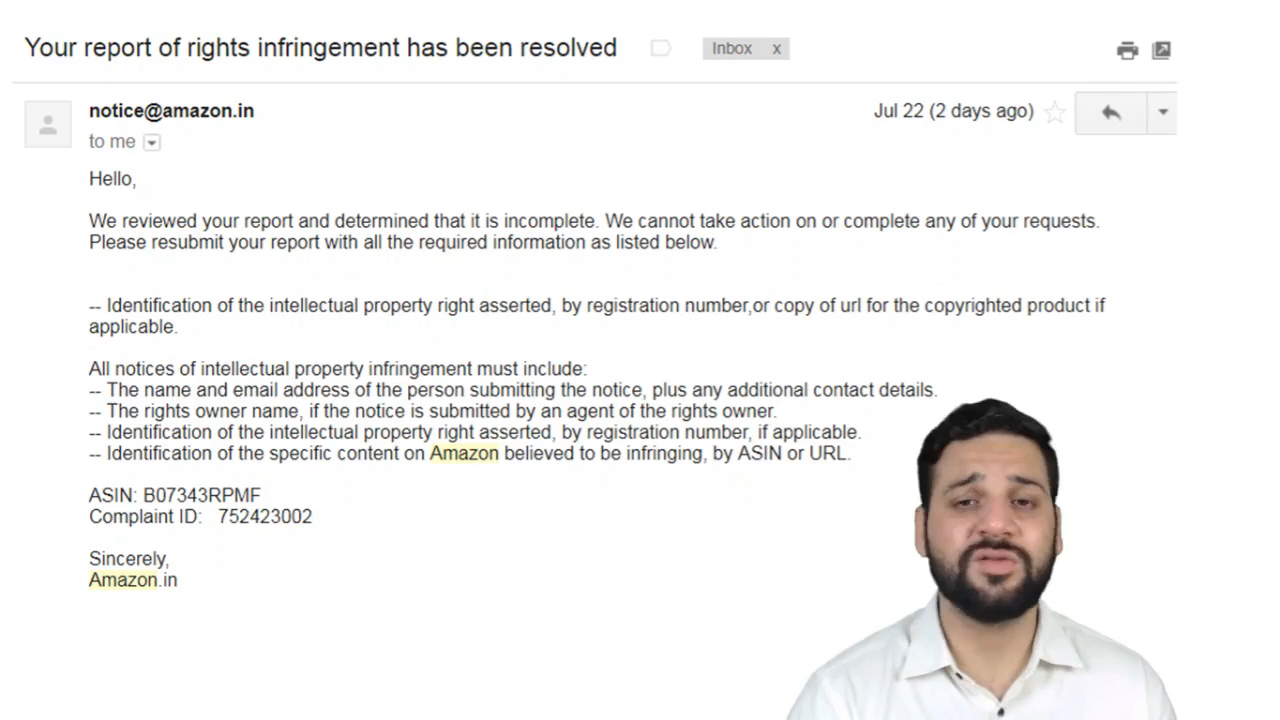 Your report of rights infringement has been resolved
Inbox x
notice@amazon.in
Jul 22 (2 days ago)
to me
Hello,
We reviewed your report and determined that it is incomplete. We cannot take action on or complete any of your requests.
Please resubmit your report with all the required information as listed below.
-- Identification of the intellectual property right asserted, by registration number,or copy of url for the copyrighted product if
applicable.
All notices of intellectual property infringement must include:
-- The name and email address of the person submitting the notice, plus any additional contact details.
-- The rights owner name, if the notice is submitted by an agent of the rights owner.
-- Identification of the intellectual property right asserted, by registration number, if applicable.
-- Identification of the specific content on Amazon believed to be infringing, by ASIN or URL.
ASIN: B07343RPMF
Complaint ID: 752423002
Sincerely,
Amazon.in